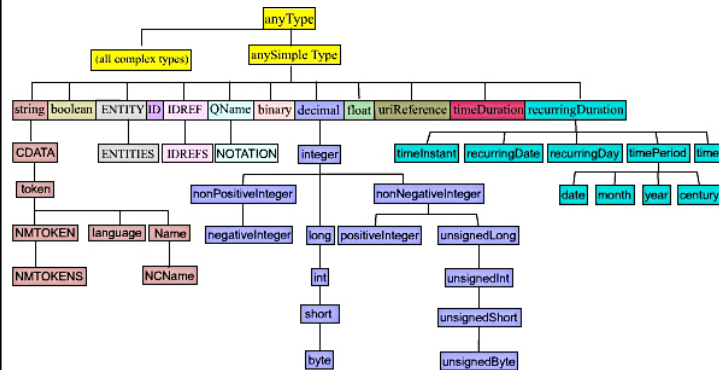 anyType
(all complex types)
anySimple Type
string boolean ENTITY ID IDREF QName binary decimal float uriReference timeDuration recurringDuration
CDATA ENTITIES IDREFS NOTATION integer timeInstant recurringDate recurringDay timePeriod time
token nonPositiveInteger nonNegativeInteger date month year century
NMTOKEN language Name negativeInteger long positiveInteger unsignedLong
NMTOKENS NCName int unsignedInt
short unsignedShort
byte unsignedByte